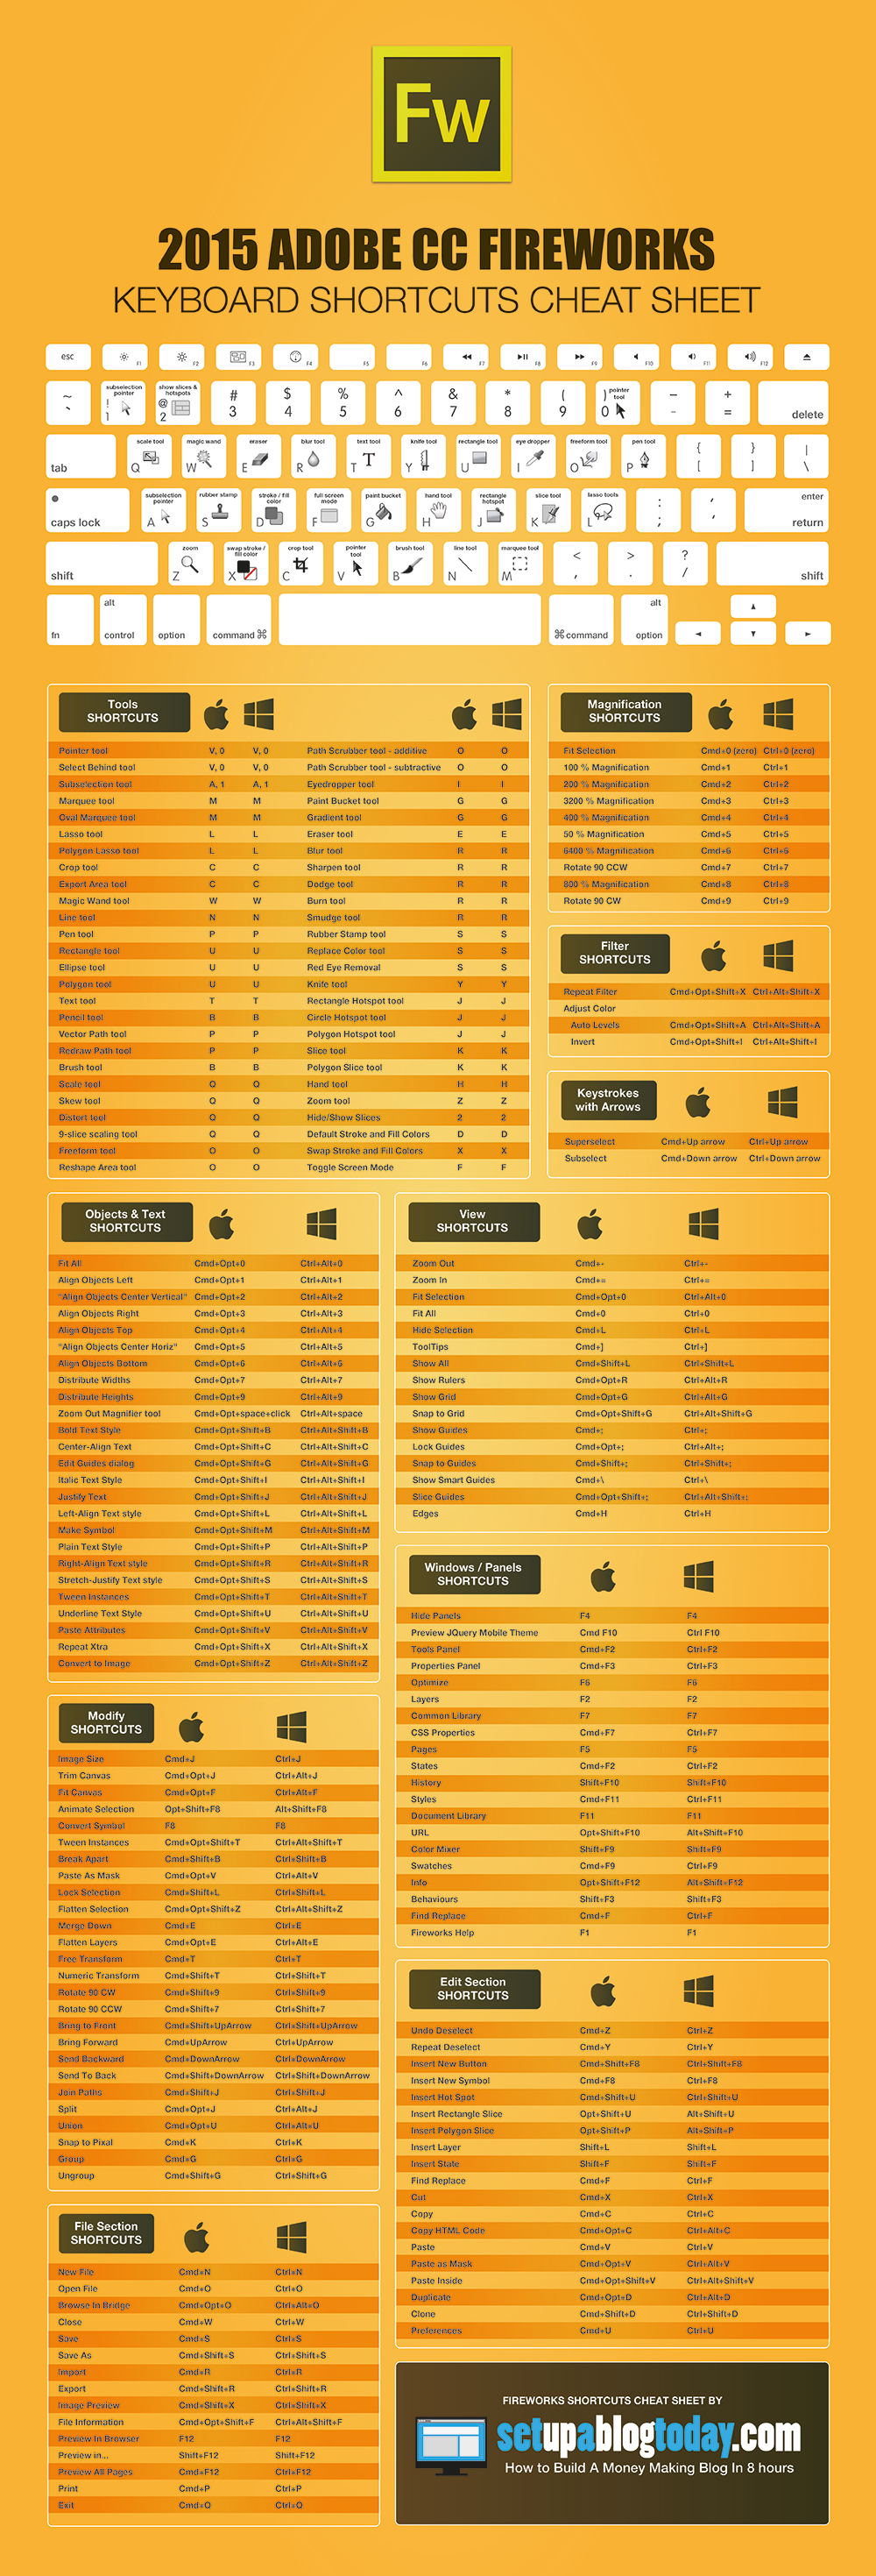 Fw
2015 ADOBE CC FIREWORKS
KEYBOARD SHORTCUTS CHEAT SHEET
esc F1 F2 F3 F4 F5 F6 F7 F8 F9 F10 F11 F12
~ ` subselection pointer ! 1 show slices & hotspots @ 2 # 3 $ 4 % 5 ^ 6 & 7 * 8 ( 9 ) 0 pointer tool – - + = delete
tab scale tool Q magic wand W eraser E blur tool R text tool T knife tool Y rectangle tool U eye dropper I freeform tool O pen tool P { [ } ] | \
caps lock subselection pointer A rubber stamp S stroke / fill color D full screen mode F paint bucket G hand tool H rectangle hotspot J slice tool K lasso tools L : ; ' , enter return
shift zoom Z swap stroke / fill color X crop tool C pointer tool V brush tool B line tool N marquee tool M < , > . ? / shift
fn alt control option command ⌘ ⌘ command alt option
Tools SHORTCUTS
Pointer tool V, 0 V, 0 Path Scrubber tool - additive O O
Select Behind tool V, 0 V, 0 Path Scrubber tool - subtractive O O
Subselection tool A, 1 A, 1 Eyedropper tool I I
Marquee tool M M Paint Bucket tool G G
Oval Marquee tool M M Gradient tool G G
Lasso tool L L Eraser tool E E
Polygon Lasso tool L L Blur tool R R
Crop tool C C Sharpen tool R R
Export Area tool C C Dodge tool R R
Magic Wand tool W W Burn tool R R
Line tool N N Smudge tool R R
Pen tool P P Rubber Stamp tool S S
Rectangle tool U U Replace Color tool S S
Ellipse tool U U Red Eye Removal S S
Polygon tool U U Knife tool Y Y
Text tool T T Rectangle Hotspot tool J J
Pencil tool B B Circle Hotspot tool J J
Vector Path tool P P Polygon Hotspot tool J J
Redraw Path tool P P Slice tool K K
Brush tool B B Polygon Slice tool K K
Scale tool Q Q Hand tool H H
Skew tool Q Q Zoom tool Z Z
Distort tool Q Q Hide/Show Slices 2 2
9-slice scaling tool Q Q Default Stroke and Fill Colors D D
Freeform tool O O Swap Stroke and Fill Colors X X
Reshape Area tool O O Toggle Screen Mode F F
Magnification SHORTCUTS
Fit Selection Cmd+0 (zero) Ctrl+0 (zero)
100 % Magnification Cmd+1 Ctrl+1
200 % Magnification Cmd+2 Ctrl+2
3200 % Magnification Cmd+3 Ctrl+3
400 % Magnification Cmd+4 Ctrl+4
50 % Magnification Cmd+5 Ctrl+5
6400 % Magnification Cmd+6 Ctrl+6
Rotate 90 CCW Cmd+7 Ctrl+7
800 % Magnification Cmd+8 Ctrl+8
Rotate 90 CW Cmd+9 Ctrl+9
Filter SHORTCUTS
Repeat Filter Cmd+Opt+Shift+X Ctrl+Alt+Shift+X
Adjust Color
Auto Levels Cmd+Opt+Shift+A Ctrl+Alt+Shift+A
Invert Cmd+Opt+Shift+I Ctrl+Alt+Shift+I
Keystrokes with Arrows
Superselect Cmd+Up arrow Ctrl+Up arrow
Subselect Cmd+Down arrow Ctrl+Down arrow
Objects & Text SHORTCUTS
Fit All Cmd+Opt+0 Ctrl+Alt+0
Align Objects Left Cmd+Opt+1 Ctrl+Alt+1
"Align Objects Center Vertical" Cmd+Opt+2 Ctrl+Alt+2
Align Objects Right Cmd+Opt+3 Ctrl+Alt+3
Align Objects Top Cmd+Opt+4 Ctrl+Alt+4
"Align Objects Center Horiz" Cmd+Opt+5 Ctrl+Alt+5
Align Objects Bottom Cmd+Opt+6 Ctrl+Alt+6
Distribute Widths Cmd+Opt+7 Ctrl+Alt+7
Distribute Heights Cmd+Opt+9 Ctrl+Alt+9
Zoom Out Magnifier tool Cmd+Opt+space+click Ctrl+Alt+space
Bold Text Style Cmd+Opt+Shift+B Ctrl+Alt+Shift+B
Center-Align Text Cmd+Opt+Shift+C Ctrl+Alt+Shift+C
Edit Guides dialog Cmd+Opt+Shift+G Ctrl+Alt+Shift+G
Italic Text Style Cmd+Opt+Shift+I Ctrl+Alt+Shift+I
Justify Text Cmd+Opt+Shift+J Ctrl+Alt+Shift+J
Left-Align Text style Cmd+Opt+Shift+L Ctrl+Alt+Shift+L
Make Symbol Cmd+Opt+Shift+M Ctrl+Alt+Shift+M
Plain Text Style Cmd+Opt+Shift+P Ctrl+Alt+Shift+P
Right-Align Text style Cmd+Opt+Shift+R Ctrl+Alt+Shift+R
Stretch-Justify Text style Cmd+Opt+Shift+S Ctrl+Alt+Shift+S
Tween Instances Cmd+Opt+Shift+T Ctrl+Alt+Shift+T
Underline Text Style Cmd+Opt+Shift+U Ctrl+Alt+Shift+U
Paste Attributes Cmd+Opt+Shift+V Ctrl+Alt+Shift+V
Repeat Xtra Cmd+Opt+Shift+X Ctrl+Alt+Shift+X
Convert to Image Cmd+Opt+Shift+Z Ctrl+Alt+Shift+Z
View SHORTCUTS
Zoom Out Cmd+- Ctrl+-
Zoom In Cmd+= Ctrl+=
Fit Selection Cmd+Opt+0 Ctrl+Alt+0
Fit All Cmd+0 Ctrl+0
Hide Selection Cmd+L Ctrl+L
ToolTips Cmd+] Ctrl+]
Show All Cmd+Shift+L Ctrl+Shift+L
Show Rulers Cmd+Opt+R Ctrl+Alt+R
Show Grid Cmd+Opt+G Ctrl+Alt+G
Snap to Grid Cmd+Opt+Shift+G Ctrl+Alt+Shift+G
Show Guides Cmd+; Ctrl+;
Lock Guides Cmd+Opt+; Ctrl+Alt+;
Snap to Guides Cmd+Shift+; Ctrl+Shift+;
Show Smart Guides Cmd+\ Ctrl+\
Slice Guides Cmd+Opt+Shift+; Ctrl+Alt+Shift+;
Edges Cmd+H Ctrl+H
Windows / Panels SHORTCUTS
Hide Panels F4 F4
Preview JQuery Mobile Theme Cmd F10 Ctrl F10
Tools Panel Cmd+F2 Ctrl+F2
Properties Panel Cmd+F3 Ctrl+F3
Optimize F6 F6
Layers F2 F2
Common Library F7 F7
CSS Properties Cmd+F7 Ctrl+F7
Pages F5 F5
States Cmd+F2 Ctrl+F2
History Shift+F10 Shift+F10
Styles Cmd+F11 Ctrl+F11
Document Library F11 F11
URL Opt+Shift+F10 Alt+Shift+F10
Color Mixer Shift+F9 Shift+F9
Swatches Cmd+F9 Ctrl+F9
Info Opt+Shift+F12 Alt+Shift+F12
Behaviours Shift+F3 Shift+F3
Find Replace Cmd+F Ctrl+F
Fireworks Help F1 F1
Modify SHORTCUTS
Image Size Cmd+J Ctrl+J
Trim Canvas Cmd+Opt+J Ctrl+Alt+J
Fit Canvas Cmd+Opt+F Ctrl+Alt+F
Animate Selection Opt+Shift+F8 Alt+Shift+F8
Convert Symbol F8 F8
Tween Instances Cmd+Opt+Shift+T Ctrl+Alt+Shift+T
Break Apart Cmd+Shift+B Ctrl+Shift+B
Paste As Mask Cmd+Opt+V Ctrl+Alt+V
Lock Selection Cmd+Shift+L Ctrl+Shift+L
Flatten Selection Cmd+Opt+Shift+Z Ctrl+Alt+Shift+Z
Merge Down Cmd+E Ctrl+E
Flatten Layers Cmd+Opt+E Ctrl+Alt+E
Free Transform Cmd+T Ctrl+T
Numeric Transform Cmd+Shift+T Ctrl+Shift+T
Rotate 90 CW Cmd+Shift+9 Ctrl+Shift+9
Rotate 90 CCW Cmd+Shift+7 Ctrl+Shift+7
Bring to Front Cmd+Shift+UpArrow Ctrl+Shift+UpArrow
Bring Forward Cmd+UpArrow Ctrl+UpArrow
Send Backward Cmd+DownArrow Ctrl+DownArrow
Send To Back Cmd+Shift+DownArrow Ctrl+Shift+DownArrow
Join Paths Cmd+Shift+J Ctrl+Shift+J
Split Cmd+Opt+J Ctrl+Alt+J
Union Cmd+Opt+U Ctrl+Alt+U
Snap to Pixal Cmd+K Ctrl+K
Group Cmd+G Ctrl+G
Ungroup Cmd+Shift+G Ctrl+Shift+G
Edit Section SHORTCUTS
Undo Deselect Cmd+Z Ctrl+Z
Repeat Deselect Cmd+Y Ctrl+Y
Insert New Button Cmd+Shift+F8 Ctrl+Shift+F8
Insert New Symbol Cmd+F8 Ctrl+F8
Insert Hot Spot Cmd+Shift+U Ctrl+Shift+U
Insert Rectangle Slice Opt+Shift+U Alt+Shift+U
Insert Polygon Slice Opt+Shift+P Alt+Shift+P
Insert Layer Shift+L Shift+L
Insert State Shift+F Shift+F
Find Replace Cmd+F Ctrl+F
Cut Cmd+X Ctrl+X
Copy Cmd+C Ctrl+C
Copy HTML Code Cmd+Opt+C Ctrl+Alt+C
Paste Cmd+V Ctrl+V
Paste as Mask Cmd+Opt+V Ctrl+Alt+V
Paste Inside Cmd+Opt+Shift+V Ctrl+Alt+Shift+V
Duplicate Cmd+Opt+D Ctrl+Alt+D
Clone Cmd+Shift+D Ctrl+Shift+D
Preferences Cmd+U Ctrl+U
File Section SHORTCUTS
New File Cmd+N Ctrl+N
Open File Cmd+O Ctrl+O
Browse In Bridge Cmd+Opt+O Ctrl+Alt+O
Close Cmd+W Ctrl+W
Save Cmd+S Ctrl+S
Save As Cmd+Shift+S Ctrl+Shift+S
Import Cmd+R Ctrl+R
Export Cmd+Shift+R Ctrl+Shift+R
Image Preview Cmd+Shift+X Ctrl+Shift+X
File Information Cmd+Opt+Shift+F Ctrl+Alt+Shift+F
Preview In Browser F12 F12
Preview in... Shift+F12 Shift+F12
Preview All Pages Cmd+F12 Ctrl+F12
Print Cmd+P Ctrl+P
Exit Cmd+Q Ctrl+Q
FIREWORKS SHORTCUTS CHEAT SHEET BY
setupablogtoday.com
How to Build A Money Making Blog In 8 hours